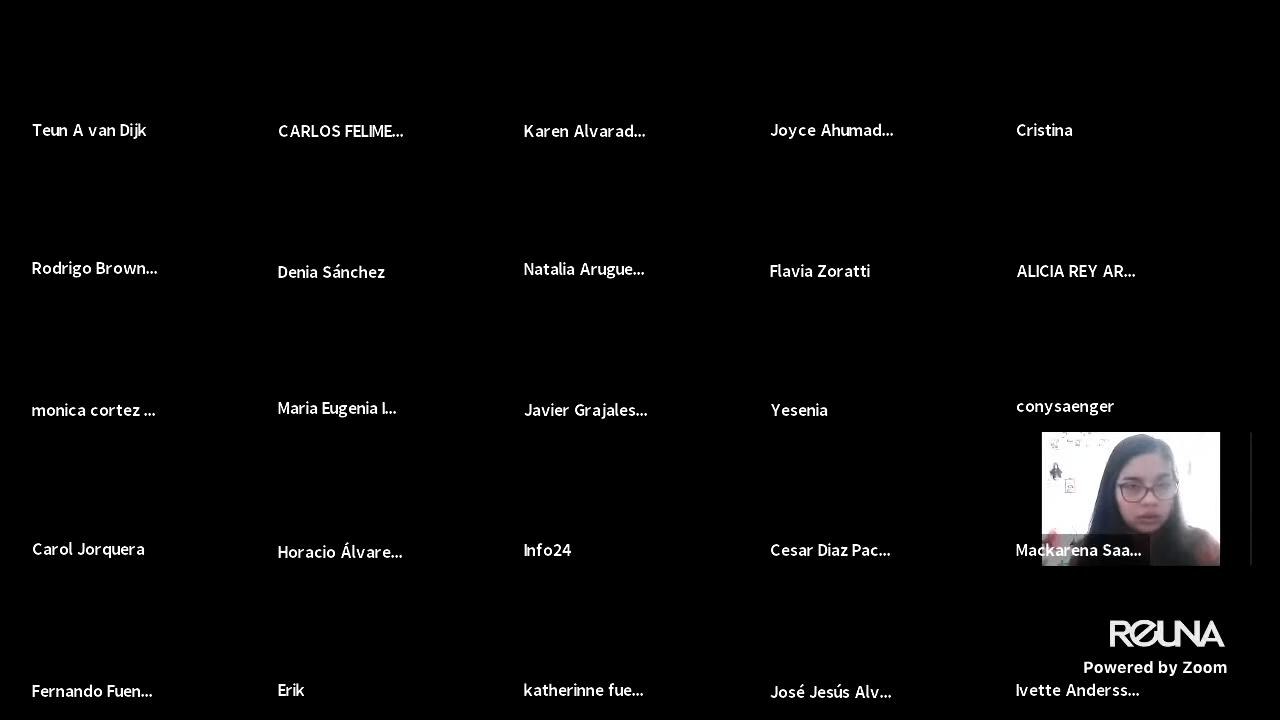 Teun A van Dijk
CARLOS FELIME...
Karen Alvarad...
Joyce Ahumad...
Cristina
Rodrigo Brown...
Denia Sánchez
Natalia Arugue...
Flavia Zoratti
ALICIA REY AR...
monica cortez ...
Maria Eugenia I...
Javier Grajales...
Yesenia
conysaenger
Carol Jorquera
Horacio Álvare...
Info24
Cesar Diaz Pac...
Mackarena Saa...
REUNA
Powered by Zoom
Fernando Fuen...
Erik
katherinne fue...
José Jesús Alv...
Ivette Anderss...